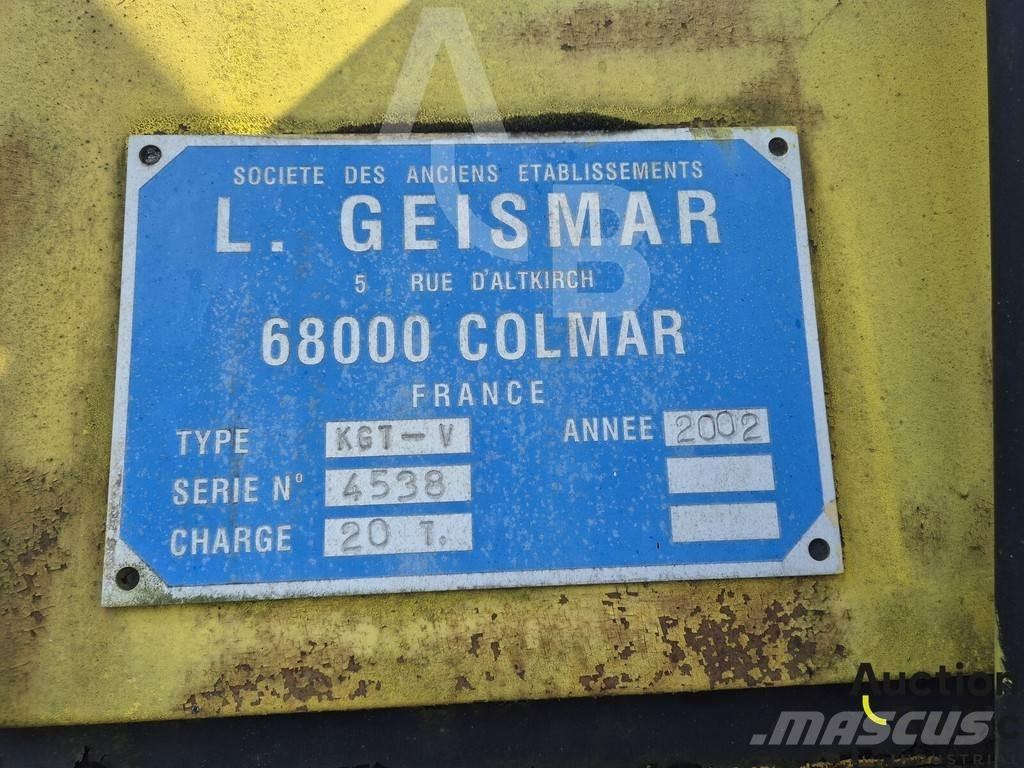 SOCIETE DES ANCIENS ETABLISSEMENTS
L. GEISMAR
5 RUE D'ALTKIRCH
68000 COLMAR
FRANCE
TYPE KGT-V ANNEE 2002
SERIE N° 4538
CHARGE 20 T.
AB
Auction
MASCUS